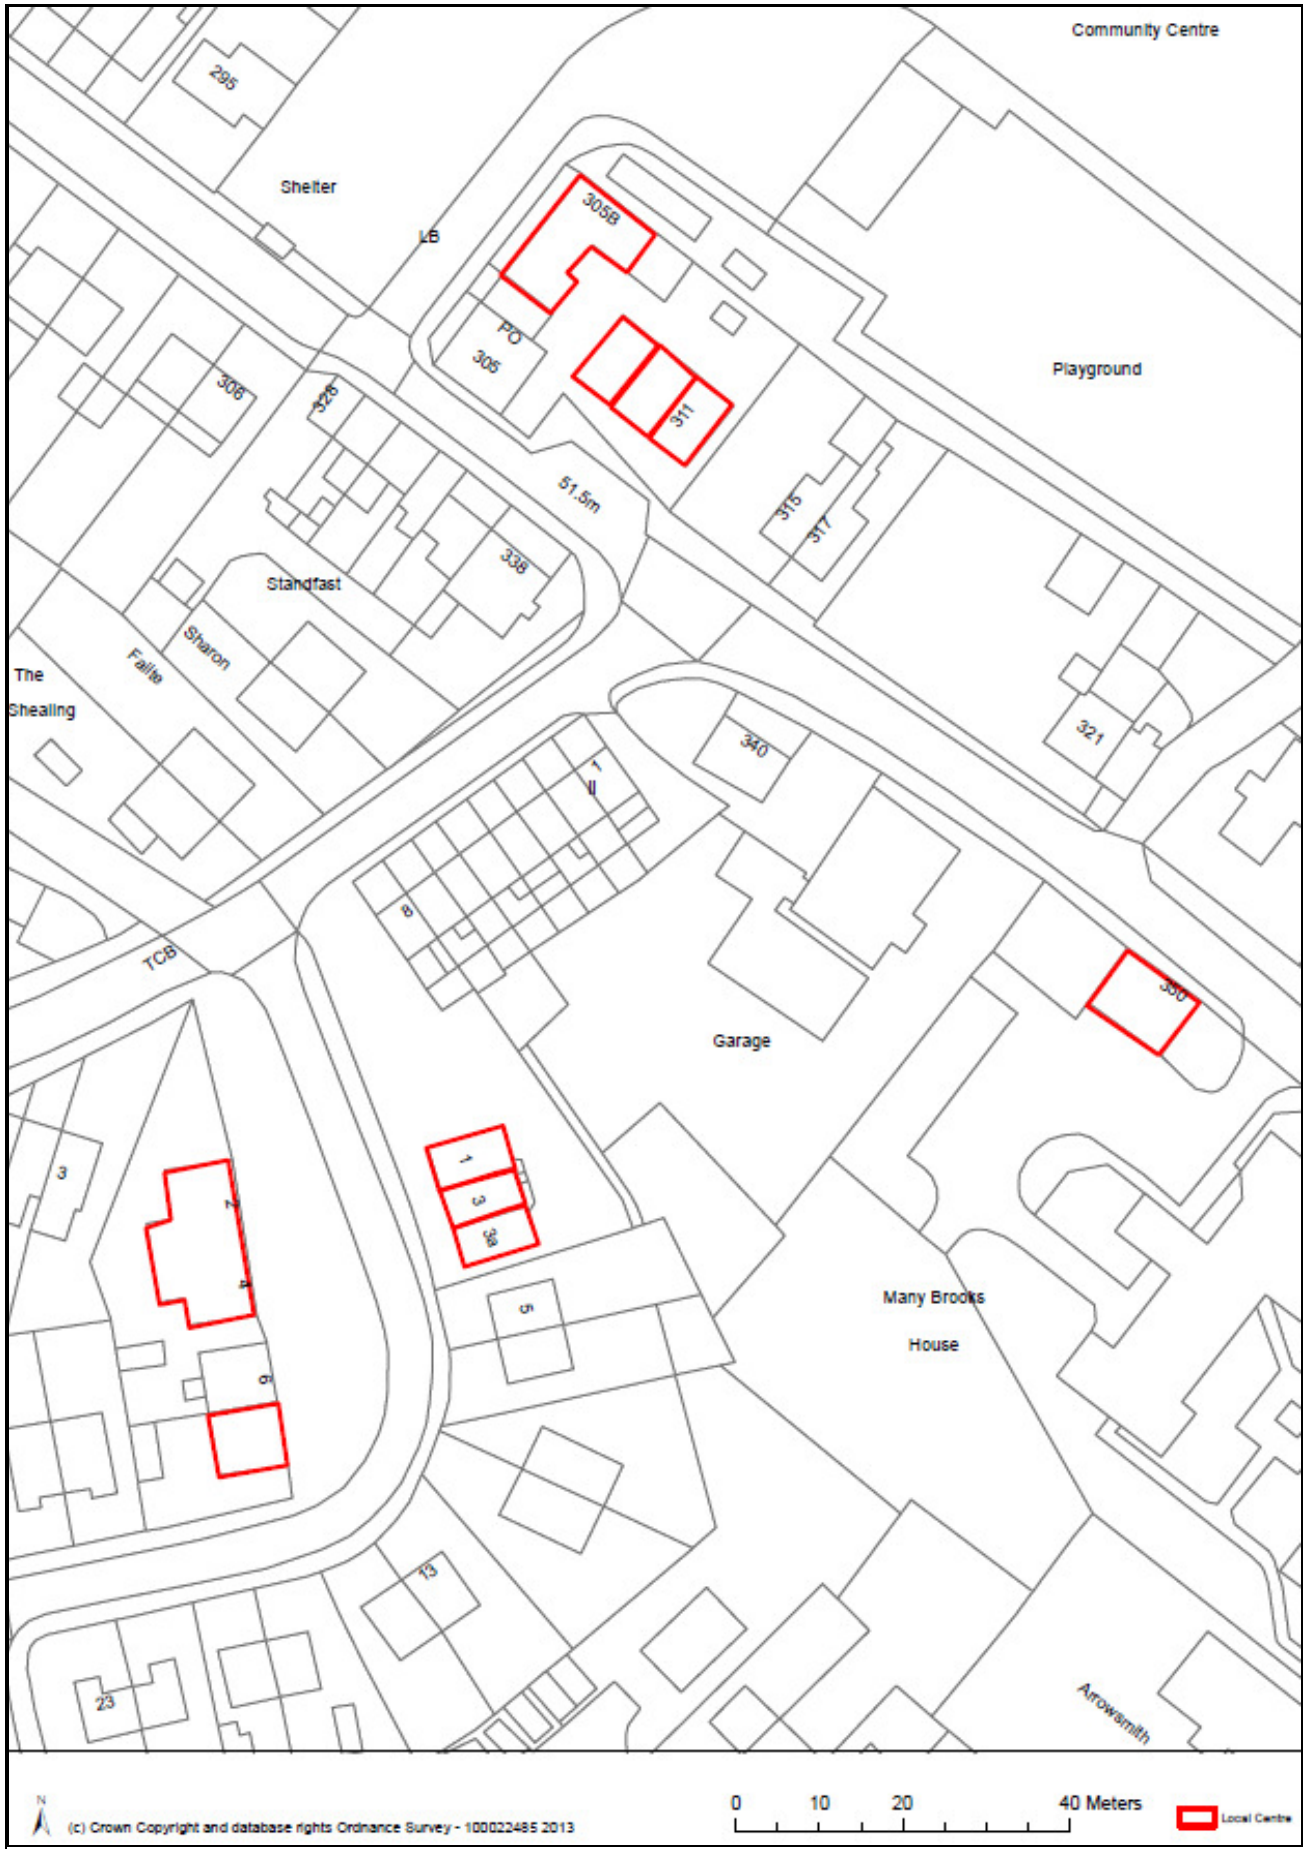 Community Centre
295
Shelter
305B
LB
PO
305
Playground
306
328
311
51.5m
315
317
338
Standfast
Sharon
Failte
The
Shealing
321
340
1
8
TCB
350
Garage
1
3
3
2
3a
4
5
Many Brooks
House
6
13
23
Arrowsmith
N
(c) Crown Copyright and database rights Ordnance Survey - 100022485 2013
0 10 20 40 Meters
Local Centre